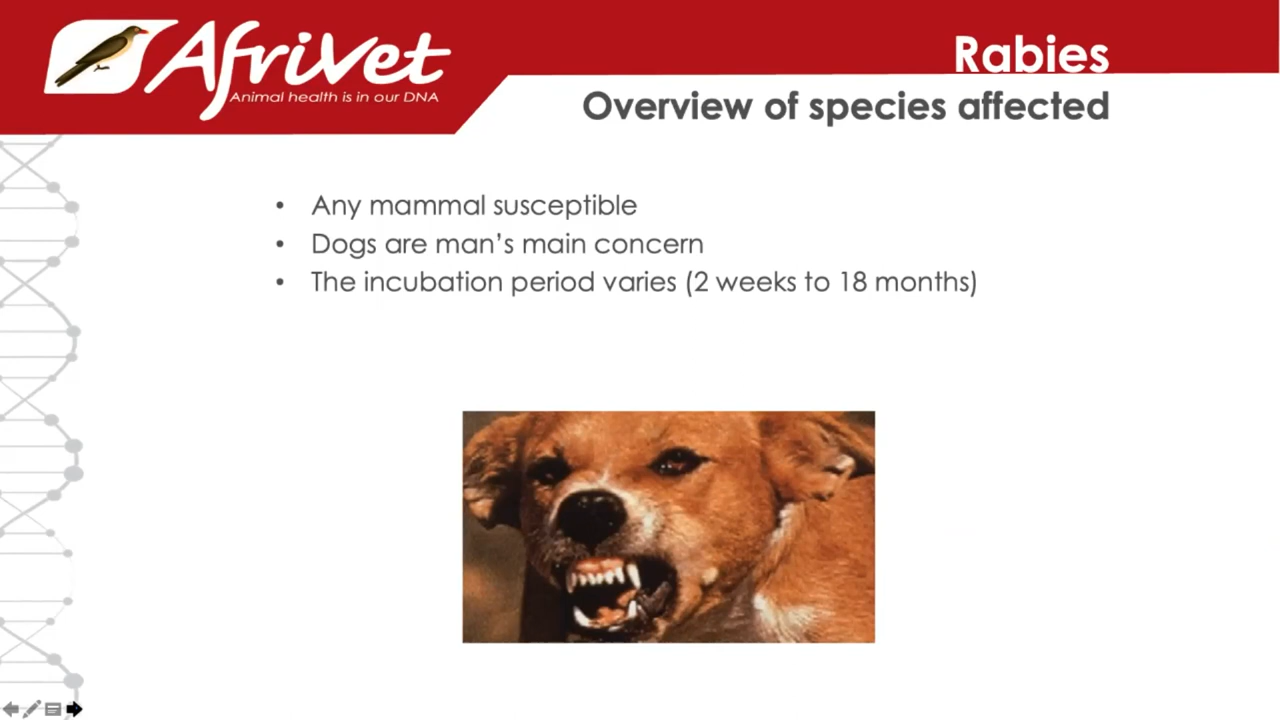 AfriVet
Animal health is in our DNA
Rabies
Overview of species affected
• Any mammal susceptible
• Dogs are man’s main concern
• The incubation period varies (2 weeks to 18 months)